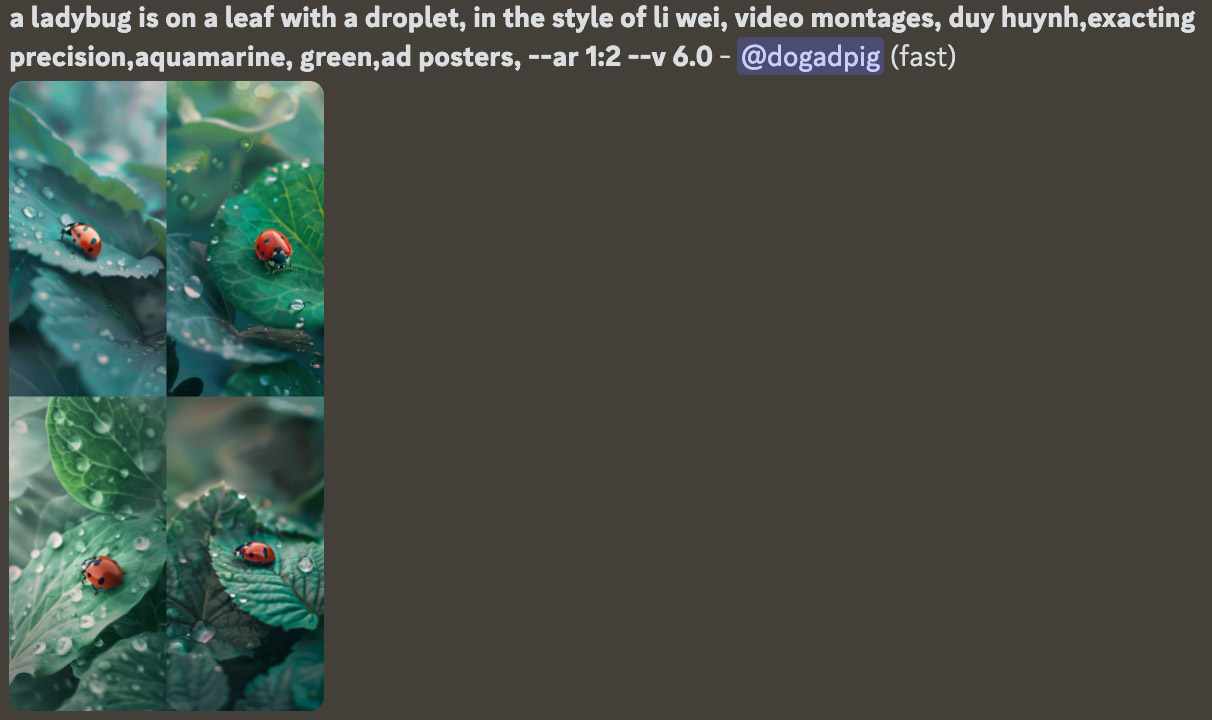 a ladybug is on a leaf with a droplet, in the style of li wei, video montages, duy huynh,exacting
precision,aquamarine, green,ad posters, --ar 1:2 --v 6.0 - @dogadpig (fast)